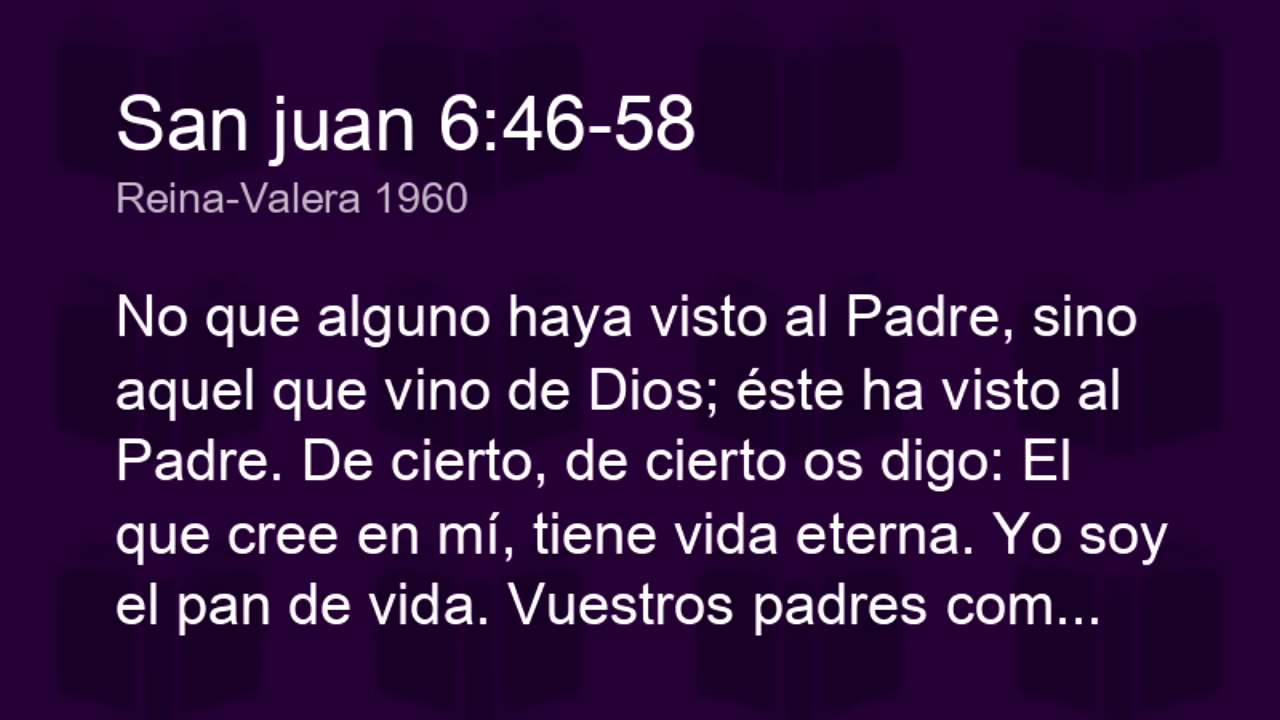 San juan 6:46-58
Reina-Valera 1960
No que alguno haya visto al Padre, sino
aquel que vino de Dios; éste ha visto al
Padre. De cierto, de cierto os digo: El
que cree en mí, tiene vida eterna. Yo soy
el pan de vida. Vuestros padres com...